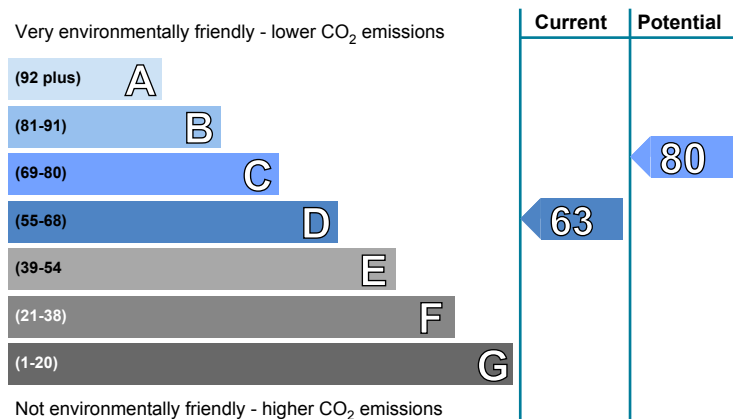 Very environmentally friendly - lower CO₂ emissions
Current
Potential
(92 plus) A
(81-91) B
(69-80) C
80
(55-68) D
63
(39-54 E
(21-38) F
(1-20) G
Not environmentally friendly - higher CO₂ emissions